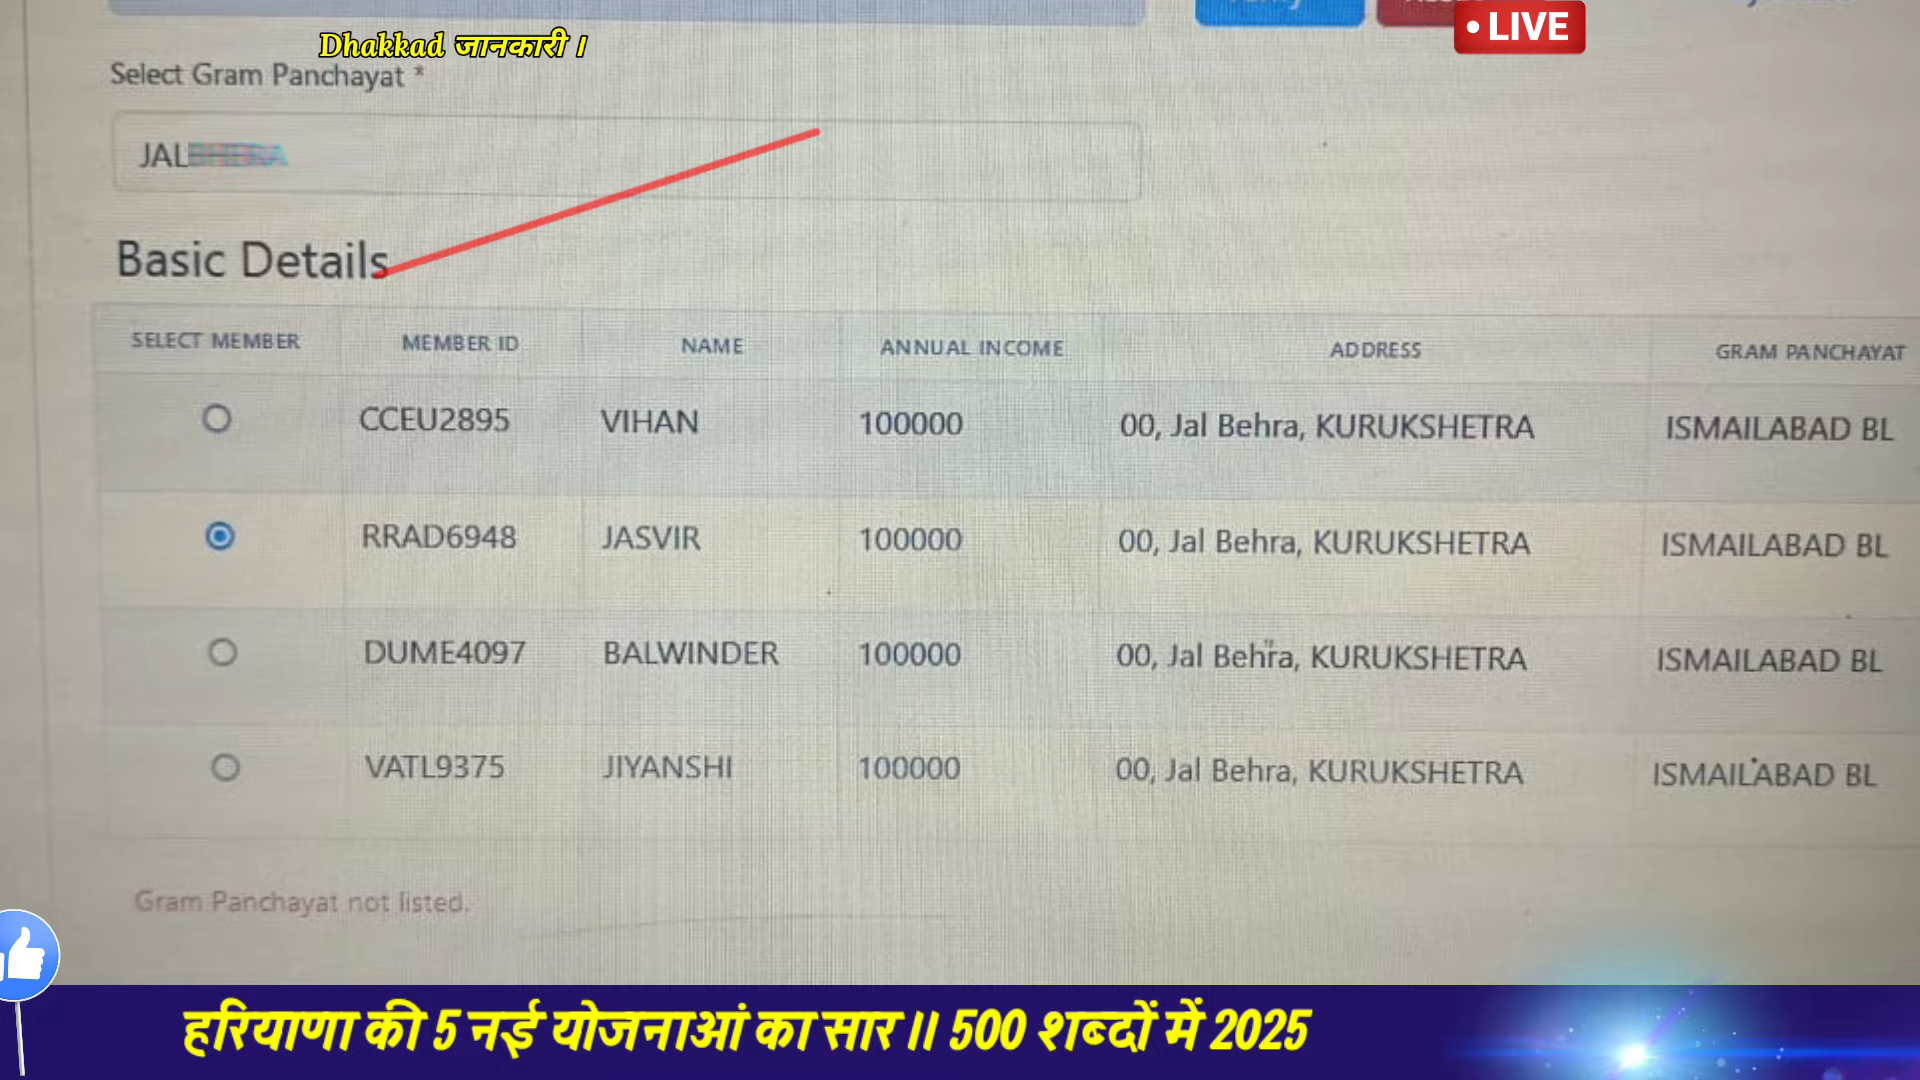 • LIVE
Dhakkad जानकारी ।
Select Gram Panchayat *
JALBHERA
Basic Details
SELECT MEMBER MEMBER ID NAME ANNUAL INCOME ADDRESS GRAM PANCHAYAT
CCEU2895 VIHAN 100000 00, Jal Behra, KURUKSHETRA ISMAILABAD BL
RRAD6948 JASVIR 100000 00, Jal Behra, KURUKSHETRA ISMAILABAD BL
DUME4097 BALWINDER 100000 00, Jal Behra, KURUKSHETRA ISMAILABAD BL
VATL9375 JIYANSHI 100000 00, Jal Behra, KURUKSHETRA ISMAILABAD BL
Gram Panchayat not listed.
हरियाणा की 5 नई योजनाओं का सार॥ 500 शब्दों में 2025